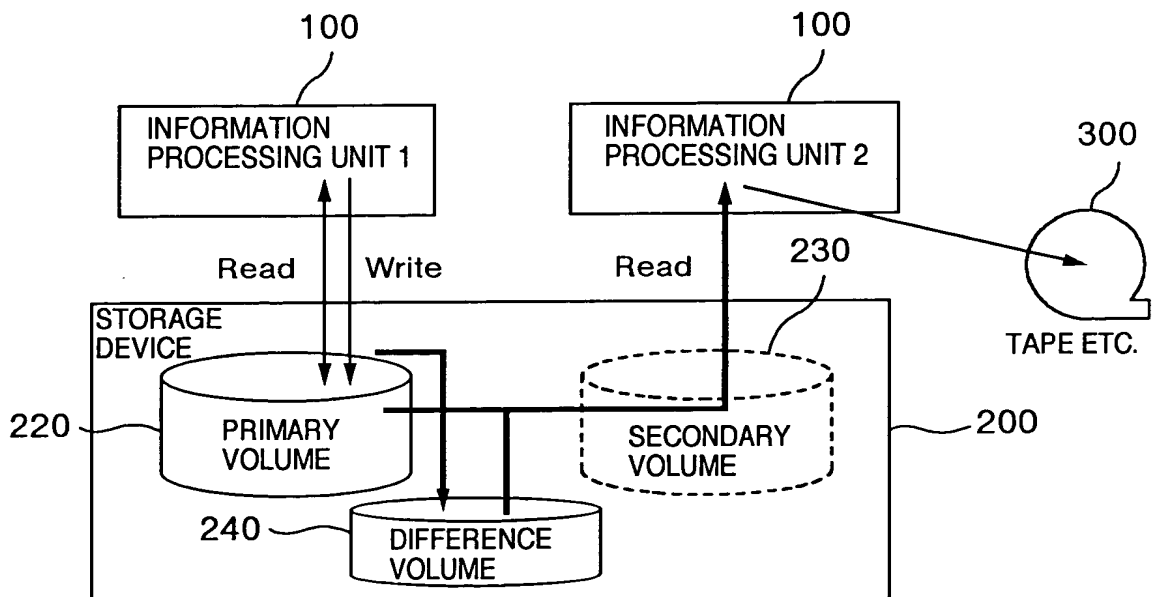 100
100
INFORMATION
PROCESSING UNIT 1
INFORMATION
PROCESSING UNIT 2
300
230
Read
Write
Read
STORAGE
DEVICE
TAPE ETC.
220
PRIMARY
VOLUME
SECONDARY
VOLUME
200
240
DIFFERENCE
VOLUME